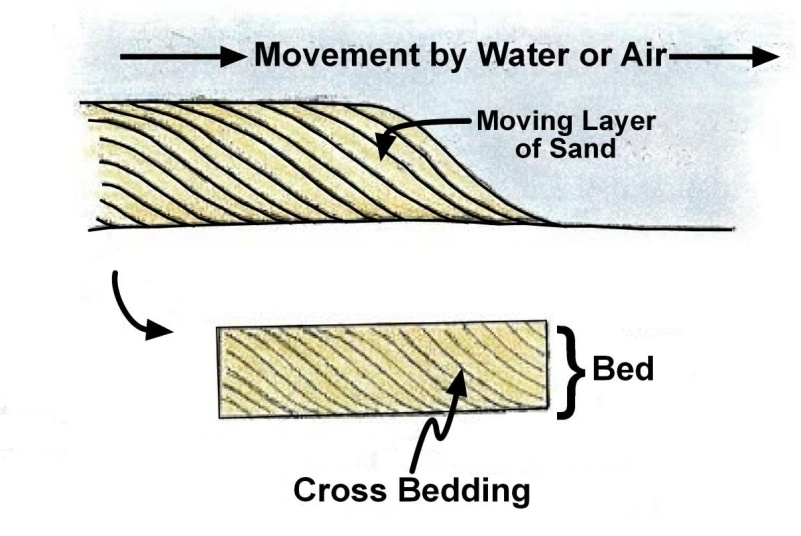 Movement by Water or Air
Moving Layer
of Sand
Bed
Cross Bedding